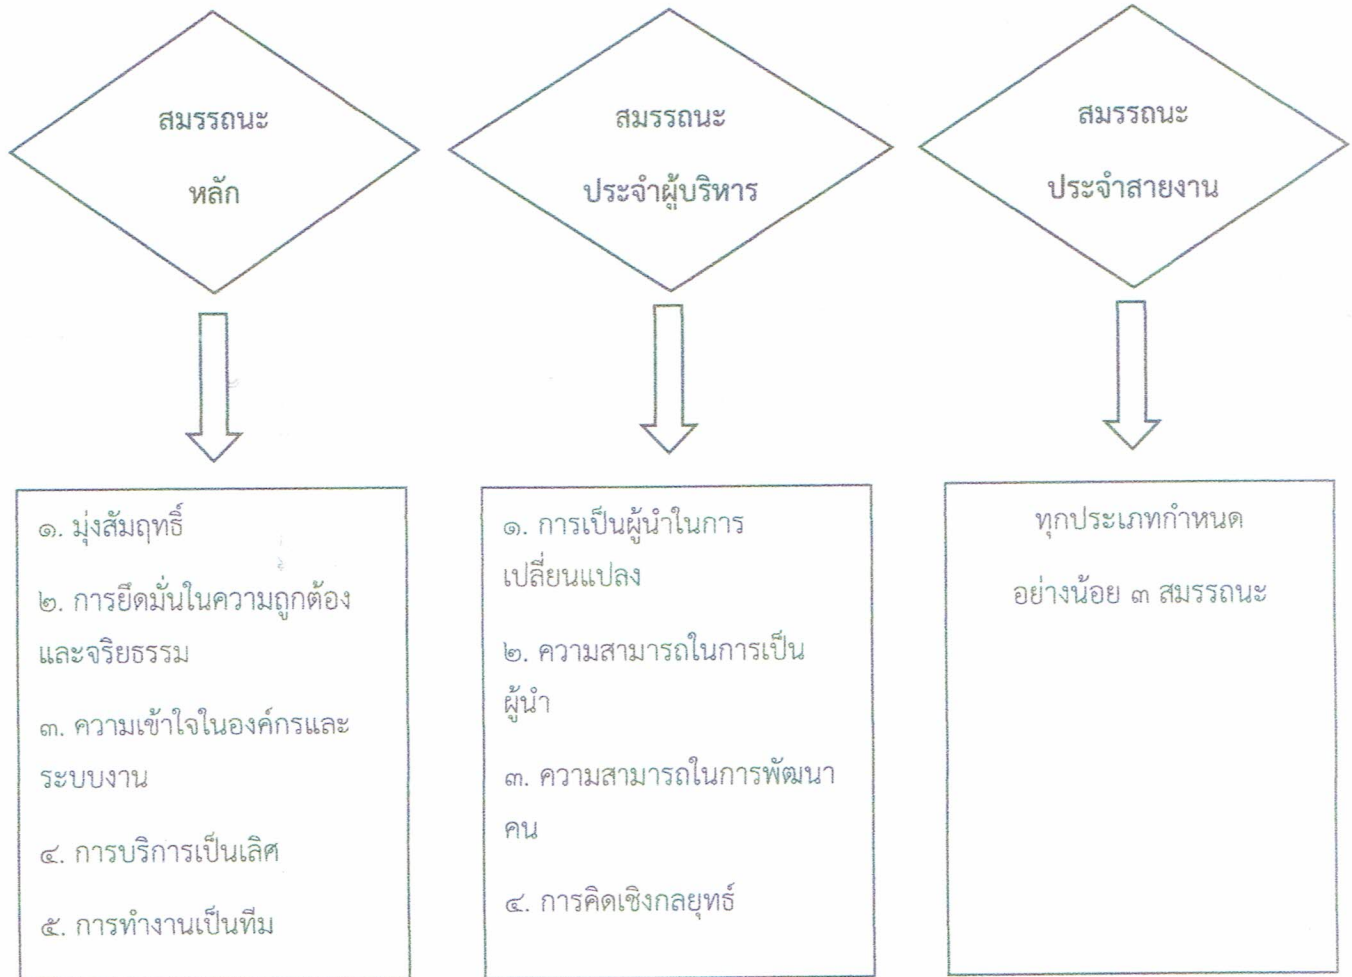 สมรรถนะ
หลัก
สมรรถนะ
ประจำผู้บริหาร
สมรรถนะ
ประจำสายงาน
๑. มุ่งสัมฤทธิ์
๒. การยึดมั่นในความถูกต้อง
และจริยธรรม
๓. ความเข้าใจในองค์กรและ
ระบบงาน
๔. การบริการเป็นเลิศ
๕. การทำงานเป็นทีม
๑. การเป็นผู้นำในการ
เปลี่ยนแปลง
๒. ความสามารถในการเป็น
ผู้นำ
๓. ความสามารถในการพัฒนา
คน
๔. การคิดเชิงกลยุทธ์
ทุกประเภทกำหนด
อย่างน้อย ๓ สมรรถนะ